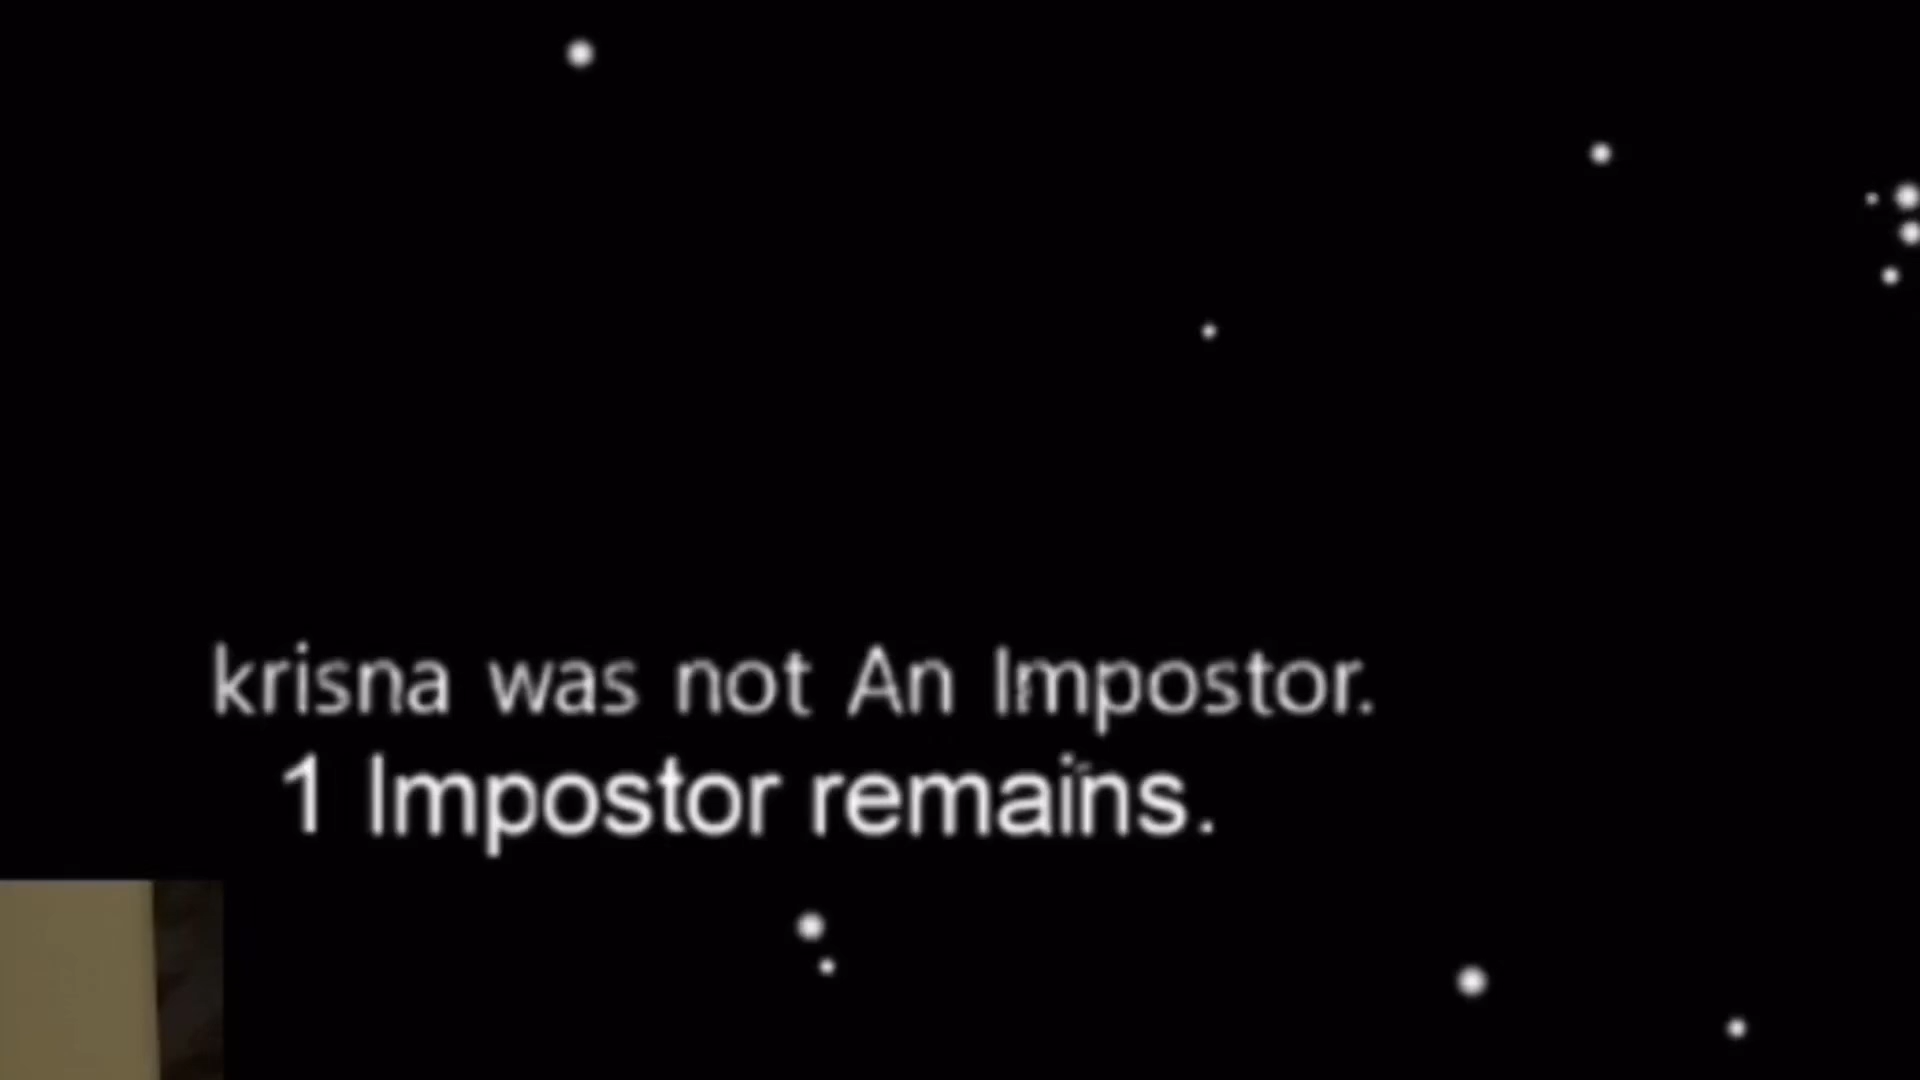 krisna was not An Impostor.
1 Impostor remains.